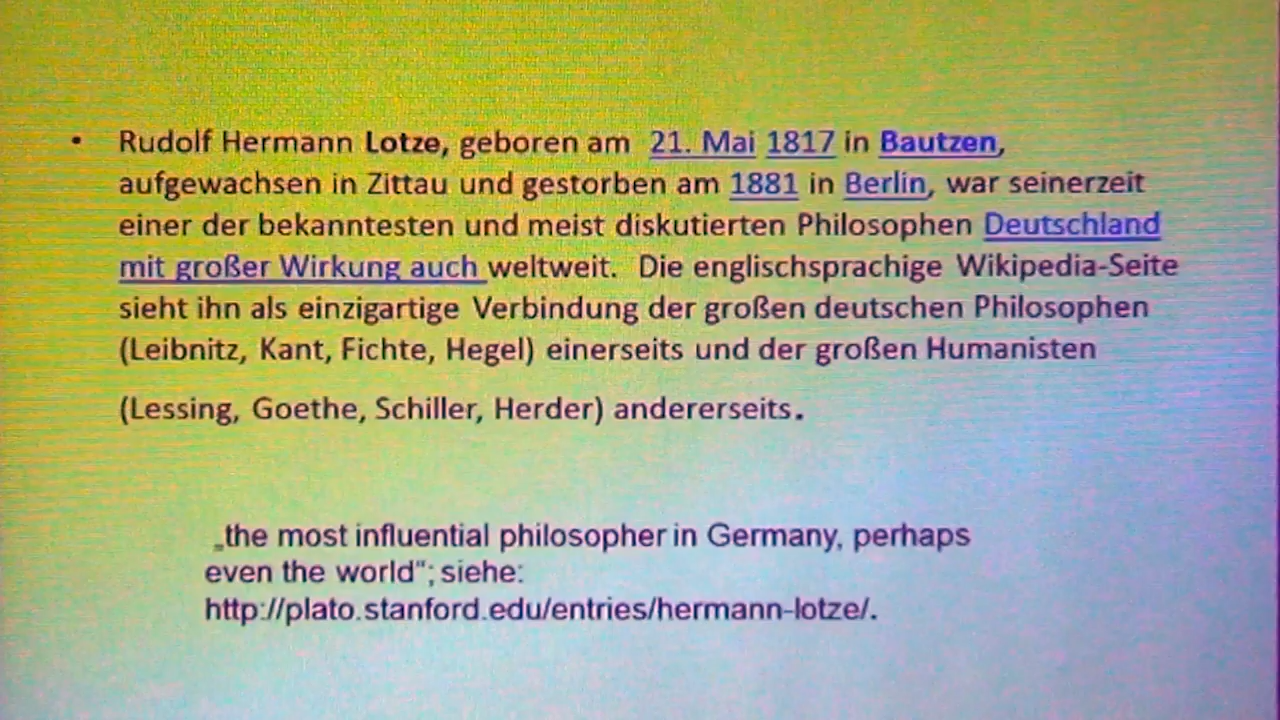 • Rudolf Hermann Lotze, geboren am 21. Mai 1817 in Bautzen,
aufgewachsen in Zittau und gestorben am 1881 in Berlin, war seinerzeit
einer der bekanntesten und meist diskutierten Philosophen Deutschland
mit großer Wirkung auch weltweit. Die englischsprachige Wikipedia-Seite
sieht ihn als einzigartige Verbindung der großen deutschen Philosophen
(Leibnitz, Kant, Fichte, Hegel) einerseits und der großen Humanisten
(Lessing, Goethe, Schiller, Herder) andererseits.
„the most influential philosopher in Germany, perhaps
even the world“; siehe:
http://plato.stanford.edu/entries/hermann-lotze/.